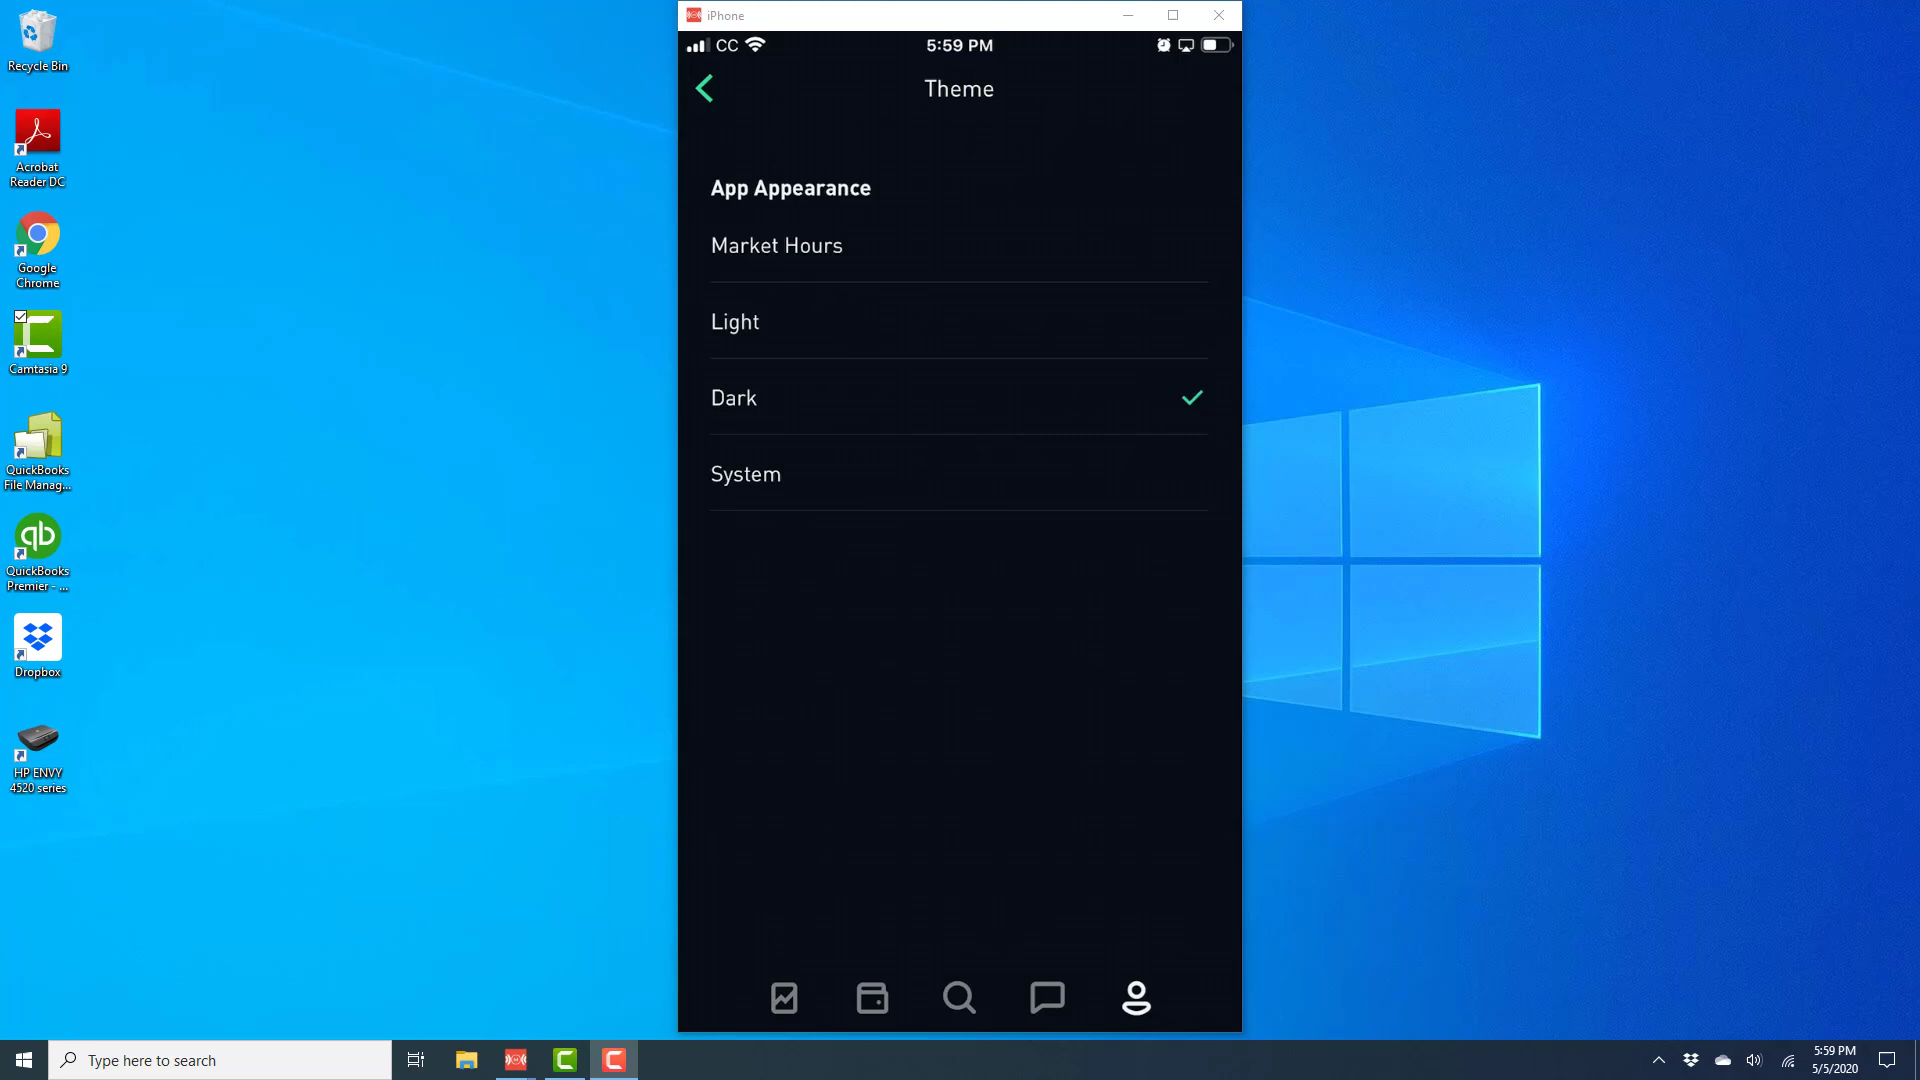 iPhone
CC
5:59 PM
Theme
App Appearance
Market Hours
Light
Dark
System
Recycle Bin
Acrobat
Reader DC
Google
Chrome
Camtasia 9
QuickBooks
File Manag...
qb
QuickBooks
Premier - ...
Dropbox
HP ENVY
4520 series
Type here to search
5:59 PM
5/5/2020